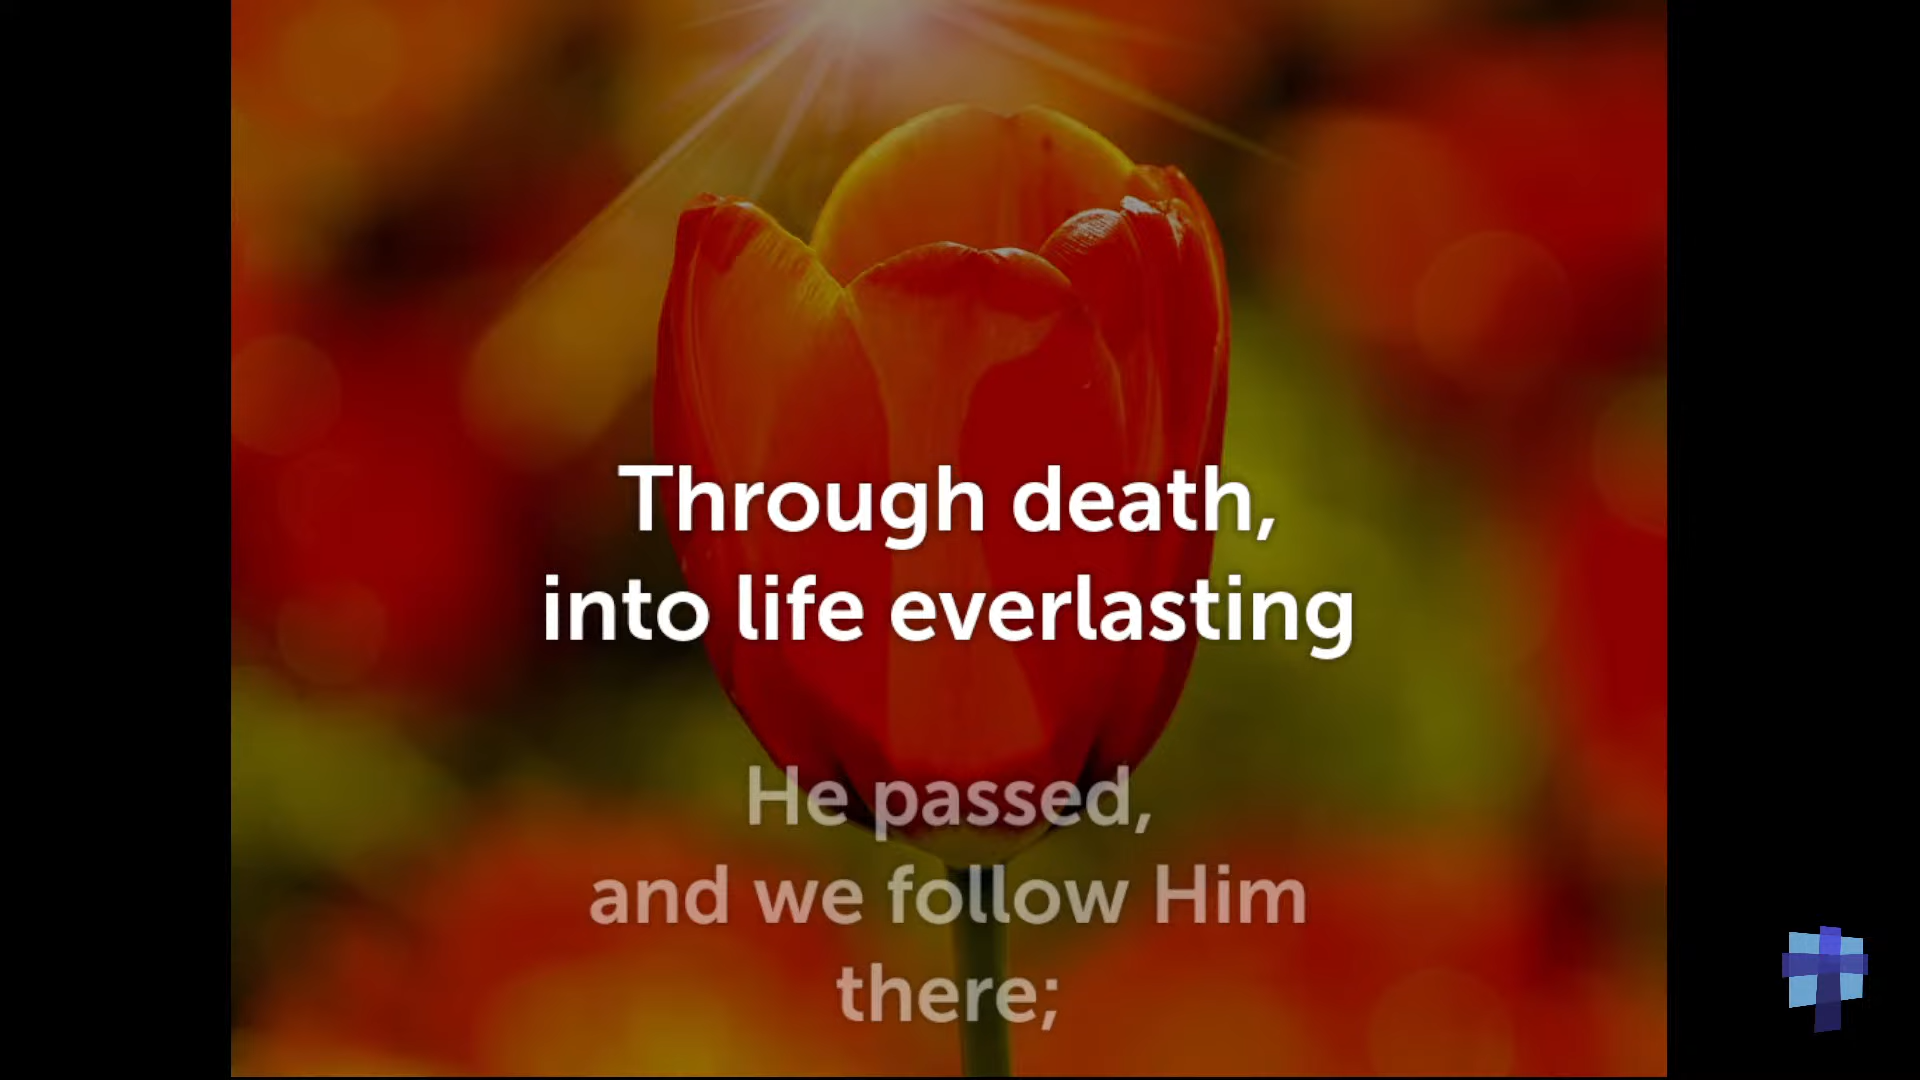 Through death,
into life everlasting
He passed,
and we follow Him
there;